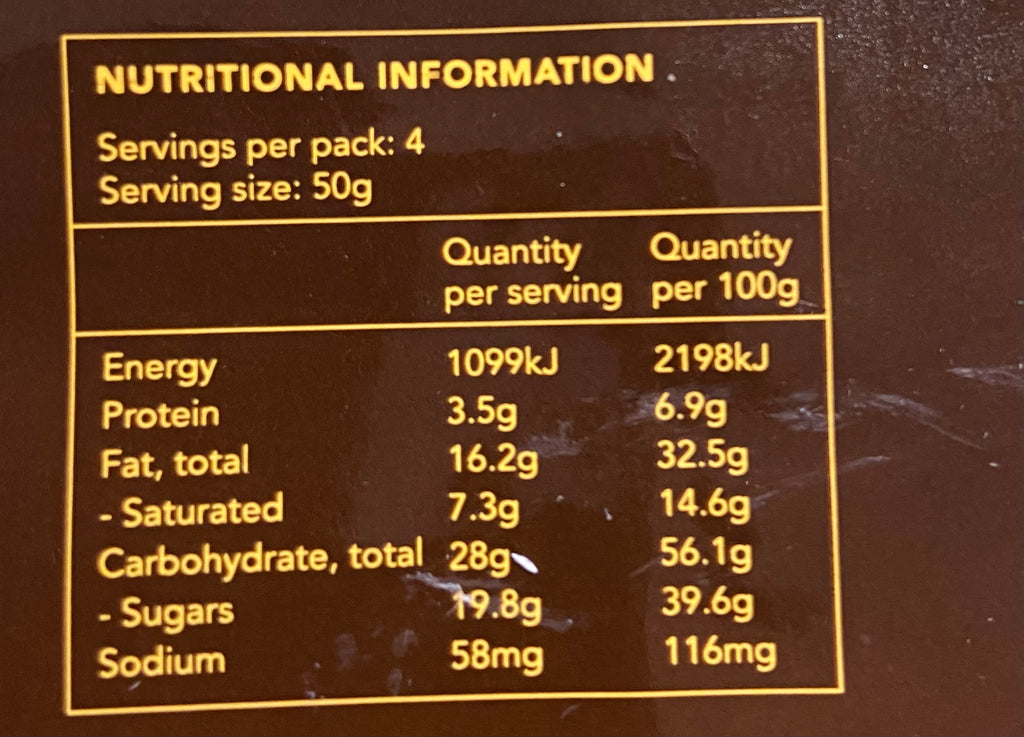 NUTRITIONAL INFORMATION
Servings per pack: 4
Serving size: 50g
Quantity per serving Quantity per 100g
Energy 1099kJ 2198kJ
Protein 3.5g 6.9g
Fat, total 16.2g 32.5g
- Saturated 7.3g 14.6g
Carbohydrate, total 28g 56.1g
- Sugars 19.8g 39.6g
Sodium 58mg 116mg